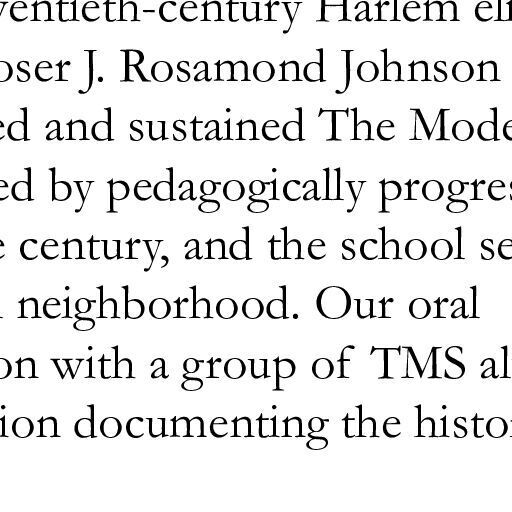 ventieth-century Harlem eli
oser J. Rosamond Johnson
ed and sustained The Mode
ed by pedagogically progres
e century, and the school se
neighborhood. Our oral
on with a group of TMS al
ion documenting the histor